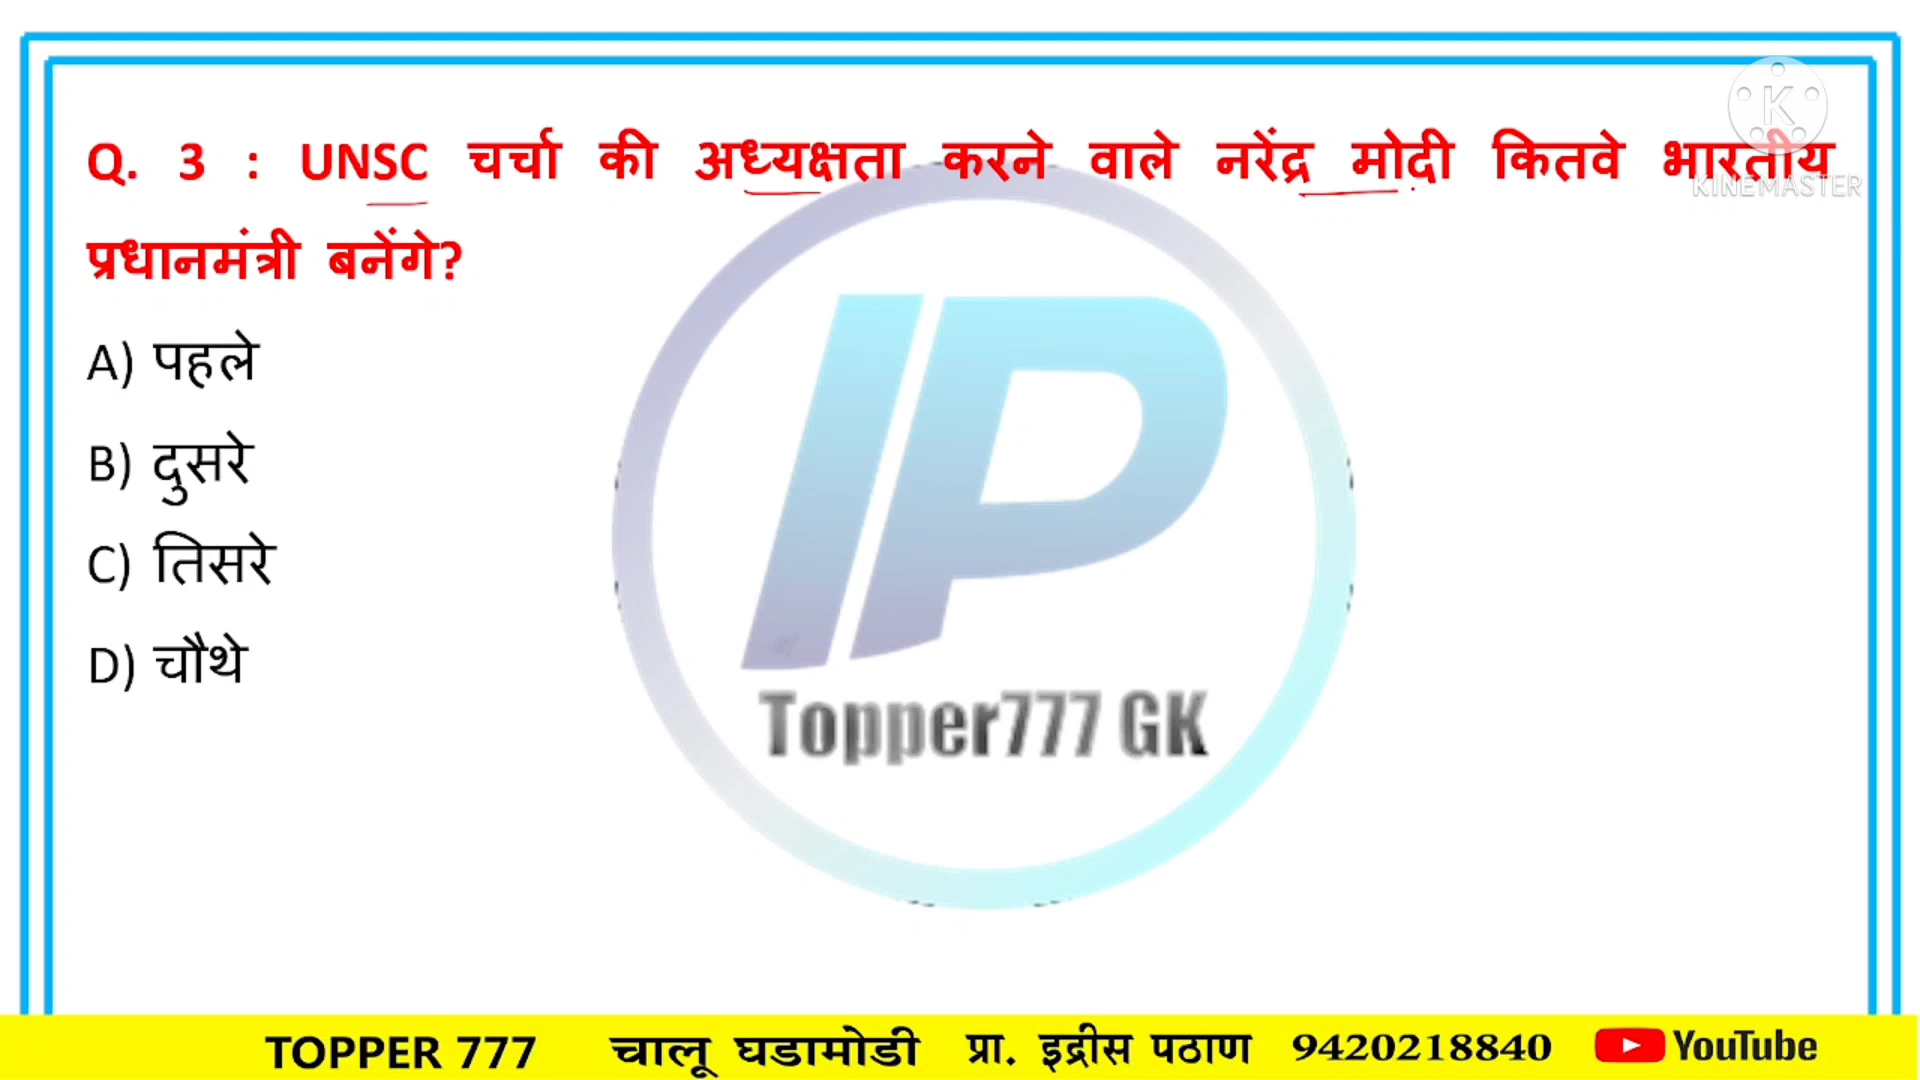 Q. 3 : UNSC चर्चा की अध्यक्षता करने वाले नरेंद्र मोदी कितवे भारतीय
KINEMASTER
प्रधानमंत्री बनेंगे?
A) पहले
B) दुसरे
C) तिसरे
D) चौथे
Topper777 GK
TOPPER 777 चालू घडामोडी प्रा. इद्रीस पठाण 9420218840 YouTube